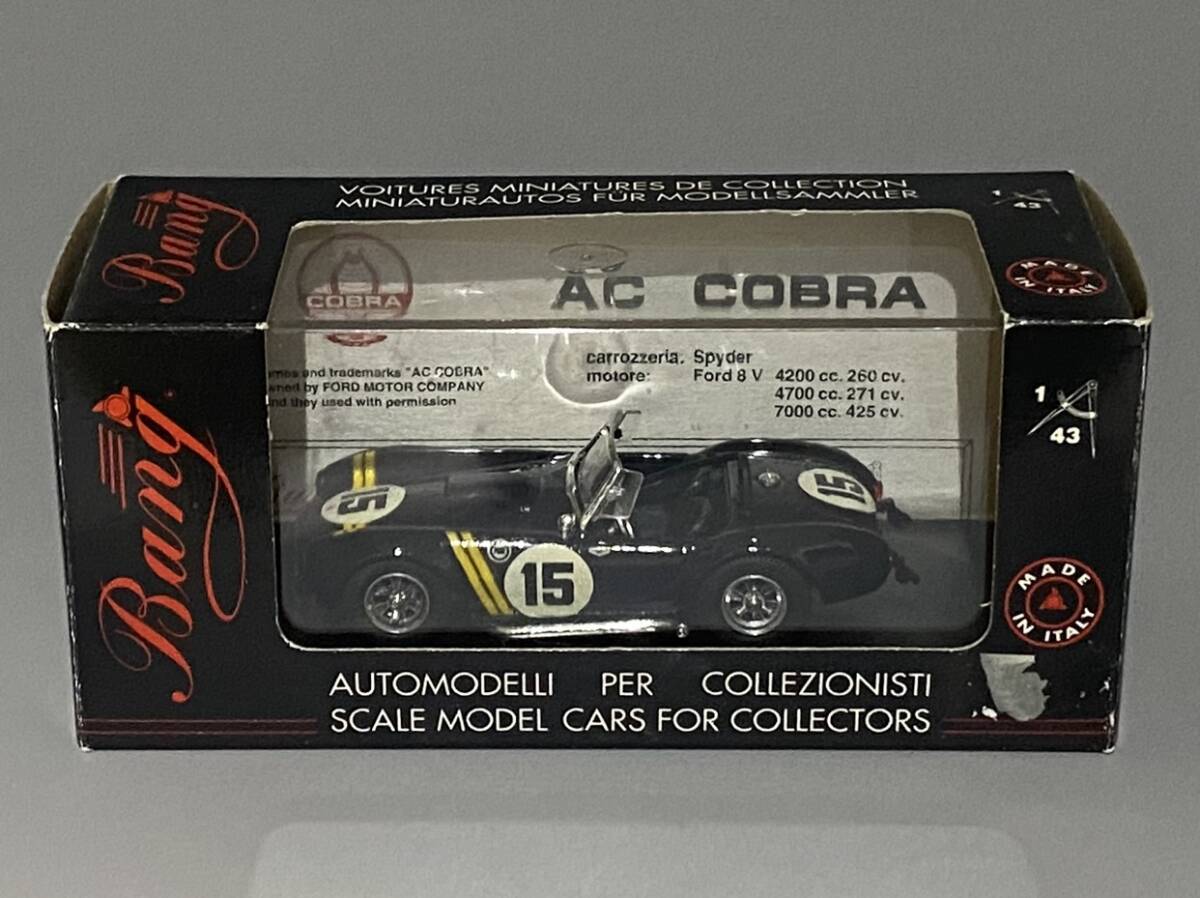 Bang
VOITURES MINIATURES DE COLLECTION
MINIATURAUTOS FÜR MODELLSAMMLER
1
43
MADE IN ITALY
COBRA
AC COBRA
and trademarks "AC COBRA"
by FORD MOTOR COMPANY
they used with permission
carrozzeria. Spyder
motore: Ford 8 V 4200 cc. 260 cv.
4700 cc. 271 cv.
7000 cc. 425 cv.
1
43
Bang
15
15
15
MADE IN ITALY
AUTOMODELLI PER COLLEZIONISTI
SCALE MODEL CARS FOR COLLECTORS